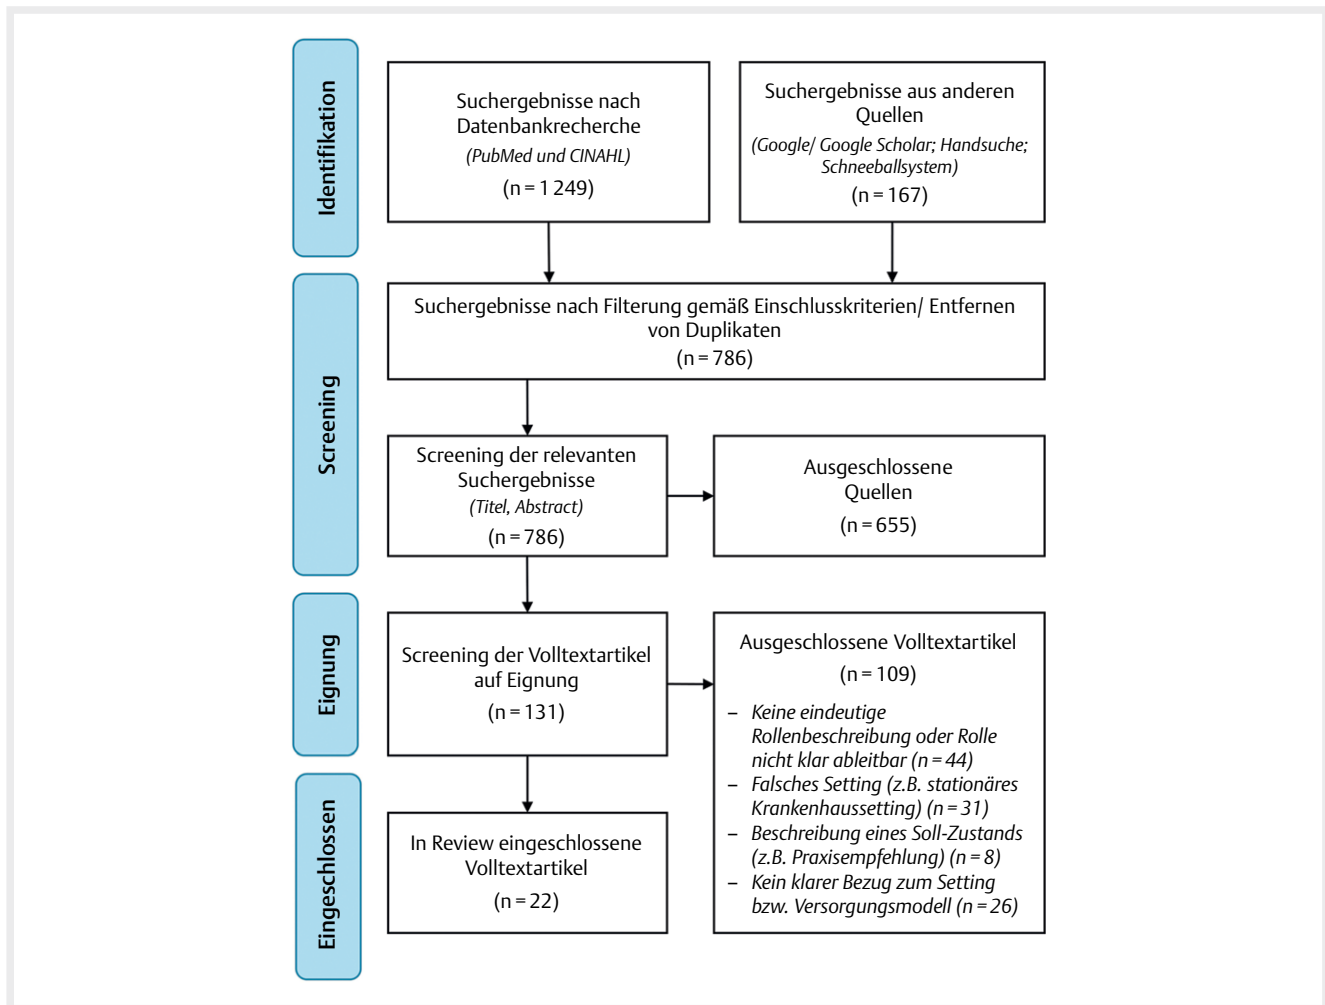 Identifikation
Suchergebnisse nach
Datenbankrecherche
(PubMed und CINAHL)
(n = 1 249)
Suchergebnisse aus anderen
Quellen
(Google/ Google Scholar; Handsuche;
Schneeballsystem)
(n = 167)
Screening
Suchergebnisse nach Filterung gemäß Einschlusskriterien/ Entfernen
von Duplikaten
(n = 786)
Screening der relevanten
Suchergebnisse
(Titel, Abstract)
(n = 786)
Ausgeschlossene
Quellen
(n = 655)
Eignung
Screening der Volltextartikel
auf Eignung
(n = 131)
Ausgeschlossene Volltextartikel
(n = 109)
– Keine eindeutige
Rollenbeschreibung oder Rolle
nicht klar ableitbar (n = 44)
– Falsches Setting (z.B. stationäres
Krankenhaussetting) (n = 31)
– Beschreibung eines Soll-Zustands
(z.B. Praxisempfehlung) (n = 8)
– Kein klarer Bezug zum Setting
bzw. Versorgungsmodell (n = 26)
Eingeschlossen
In Review eingeschlossene
Volltextartikel
(n = 22)